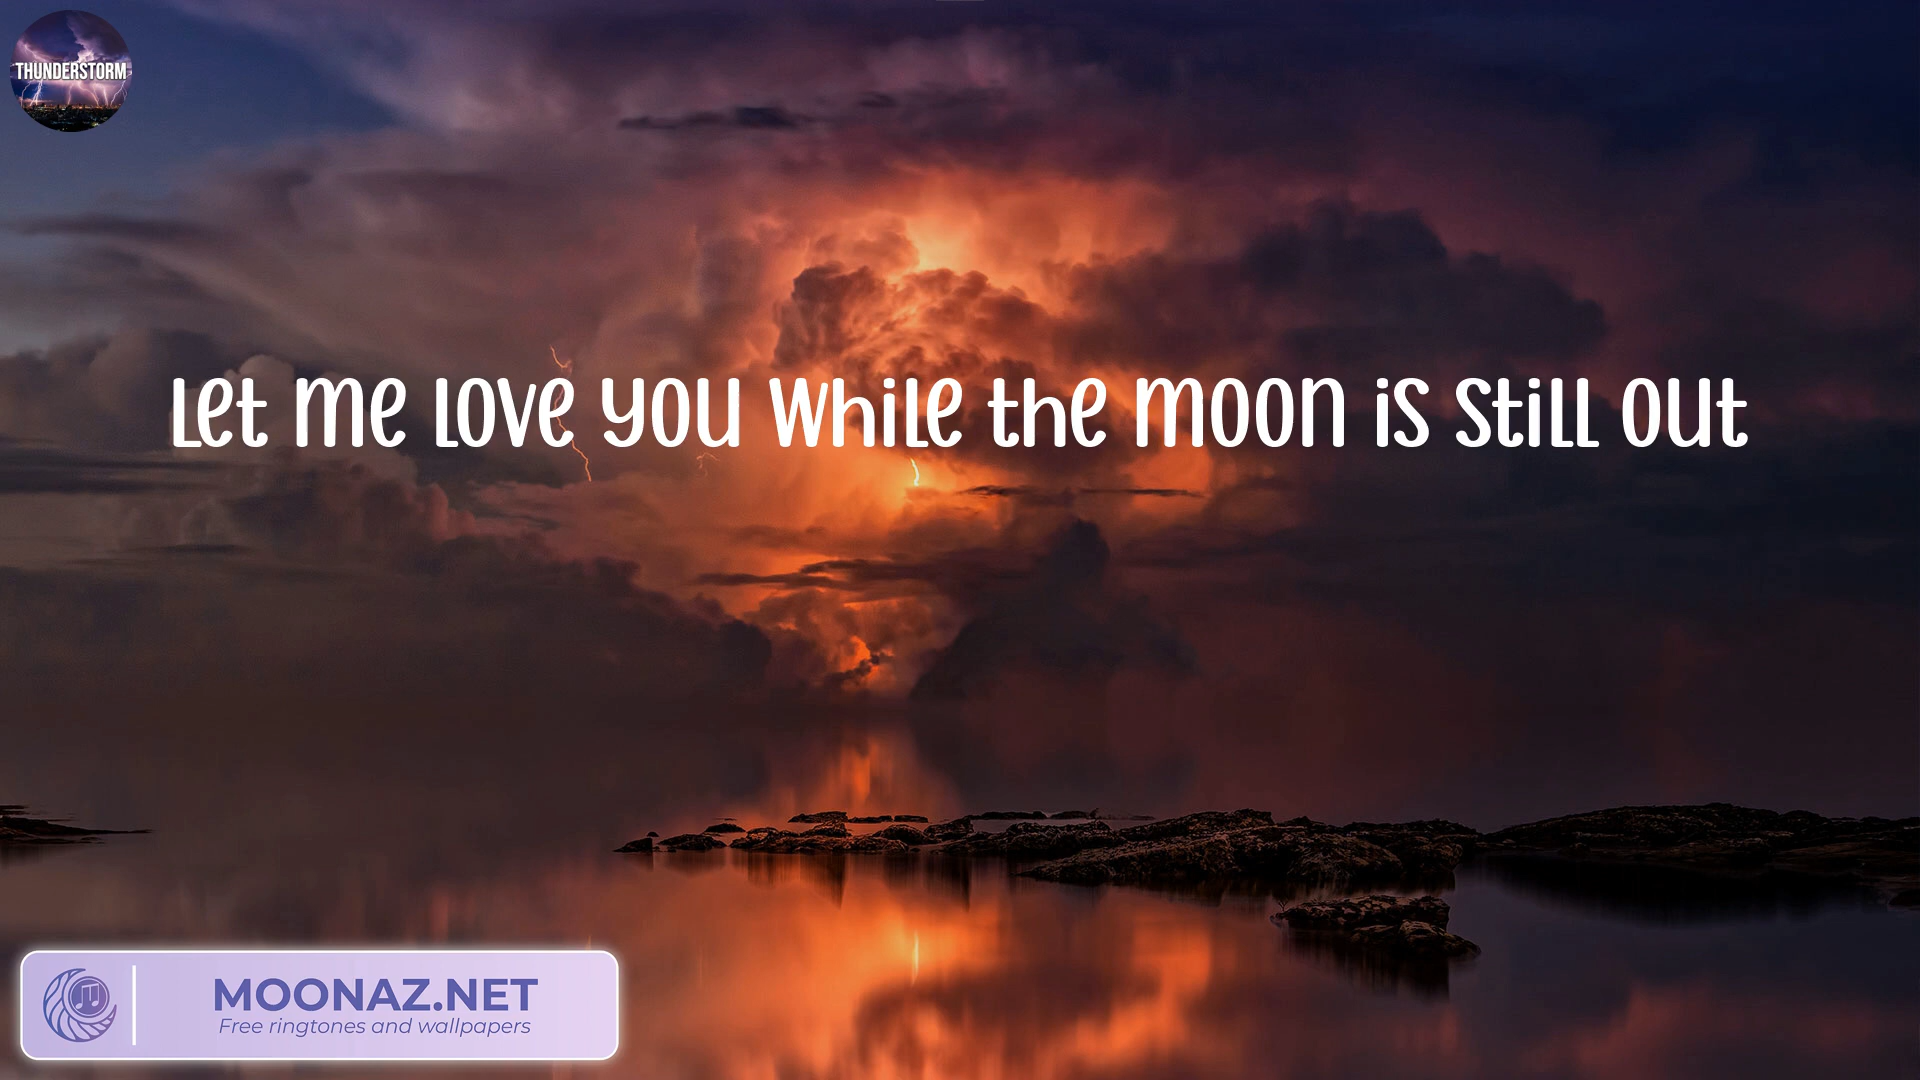 THUNDERSTORM
Let me love you while the moon is still out
MOONAZ.NET
Free ringtones and wallpapers